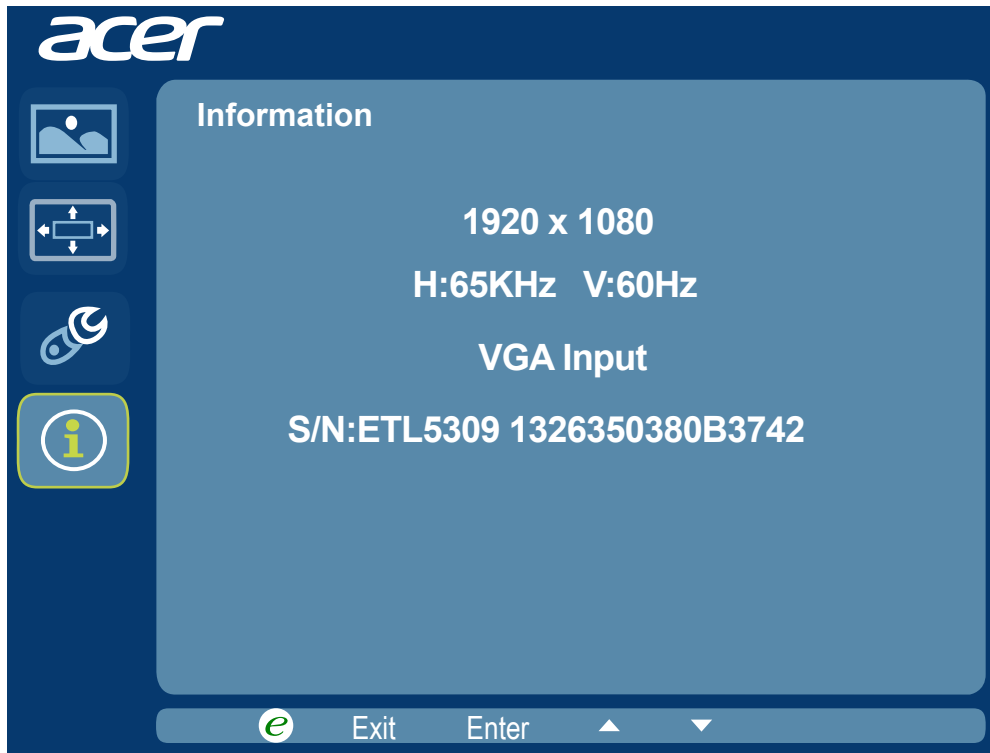 acer
Information
1920 x 1080
H:65KHz V:60Hz
VGA Input
S/N:ETL5309 1326350380B3742
e Exit Enter